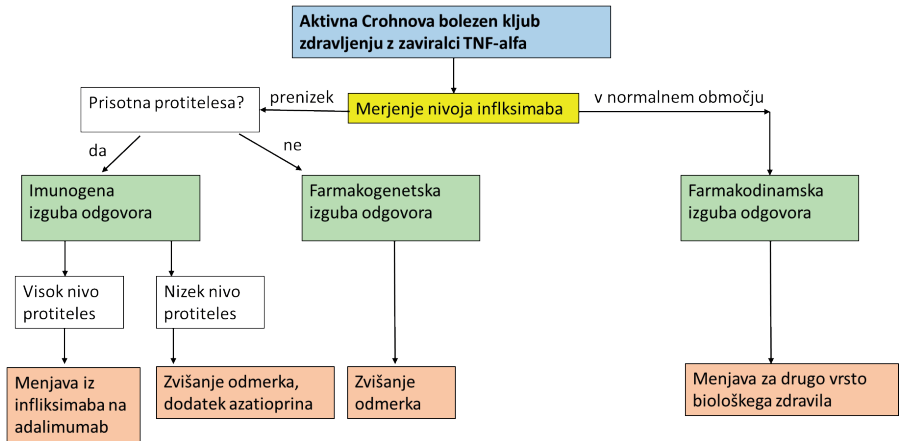 Aktivna Crohnova bolezen kljub
zdravljenju z zaviralci TNF-alfa
Prisotna protitelesa?
prenizek
Merjenje nivoja inflksimaba
v normalnem območju
da
ne
Imunogena
izguba odgovora
Farmakogenetska
izguba odgovora
Farmakodinamska
izguba odgovora
Visok nivo
protiteles
Nizek nivo
protiteles
Menjava iz
infliksimaba na
adalimumab
Zvišanje odmerka,
dodatek azatioprina
Zvišanje
odmerka
Menjava za drugo vrsto
biološkega zdravila